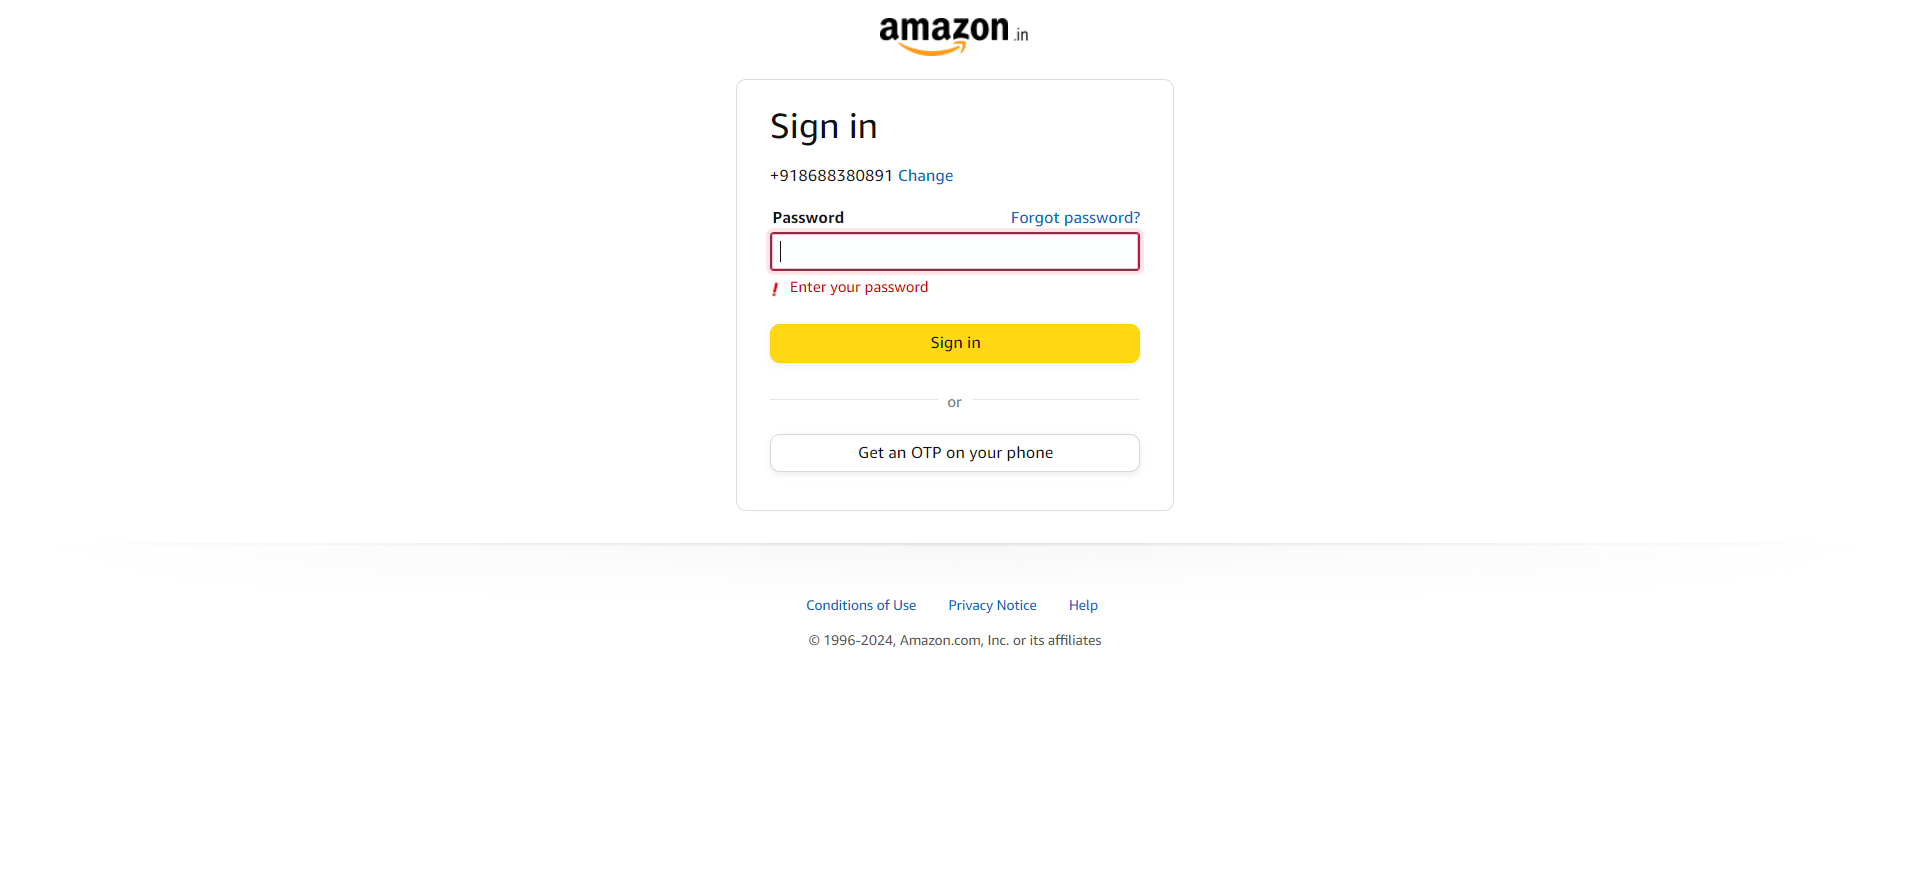 amazon.in
Sign in
+918688380891 Change
Password Forgot password?
Enter your password
Sign in
or
Get an OTP on your phone
Conditions of Use Privacy Notice Help
© 1996-2024, Amazon.com, Inc. or its affiliates